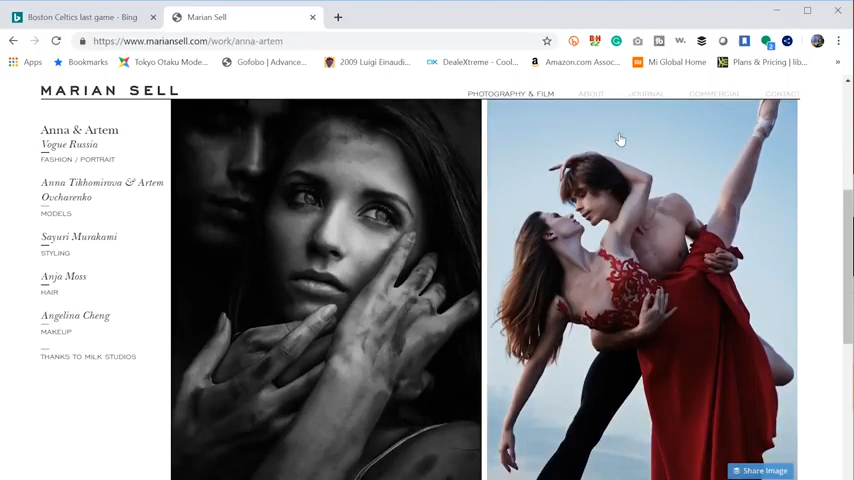 Boston Celtics last game - Bing
Marian Sell
https://www.mariansell.com/work/anna-artem
Apps
Bookmarks
Tokyo Otaku Mode...
Gofobo | Advance...
2009 Luigi Einaudi...
DealeXtreme - Cool...
Amazon.com Assoc...
Mi Global Home
Plans & Pricing | lib...
MARIAN SELL
PHOTOGRAPHY & FILM
ABOUT
JOURNAL
COMMERCIAL
CONTACT
Anna & Artem
Vogue Russia
FASHION / PORTRAIT
Anna Tikhomirova & Artem
Ovcharenko
MODELS
Sayuri Murakami
STYLING
Anja Moss
HAIR
Angelina Cheng
MAKEUP
THANKS TO MILK STUDIOS
Share Image